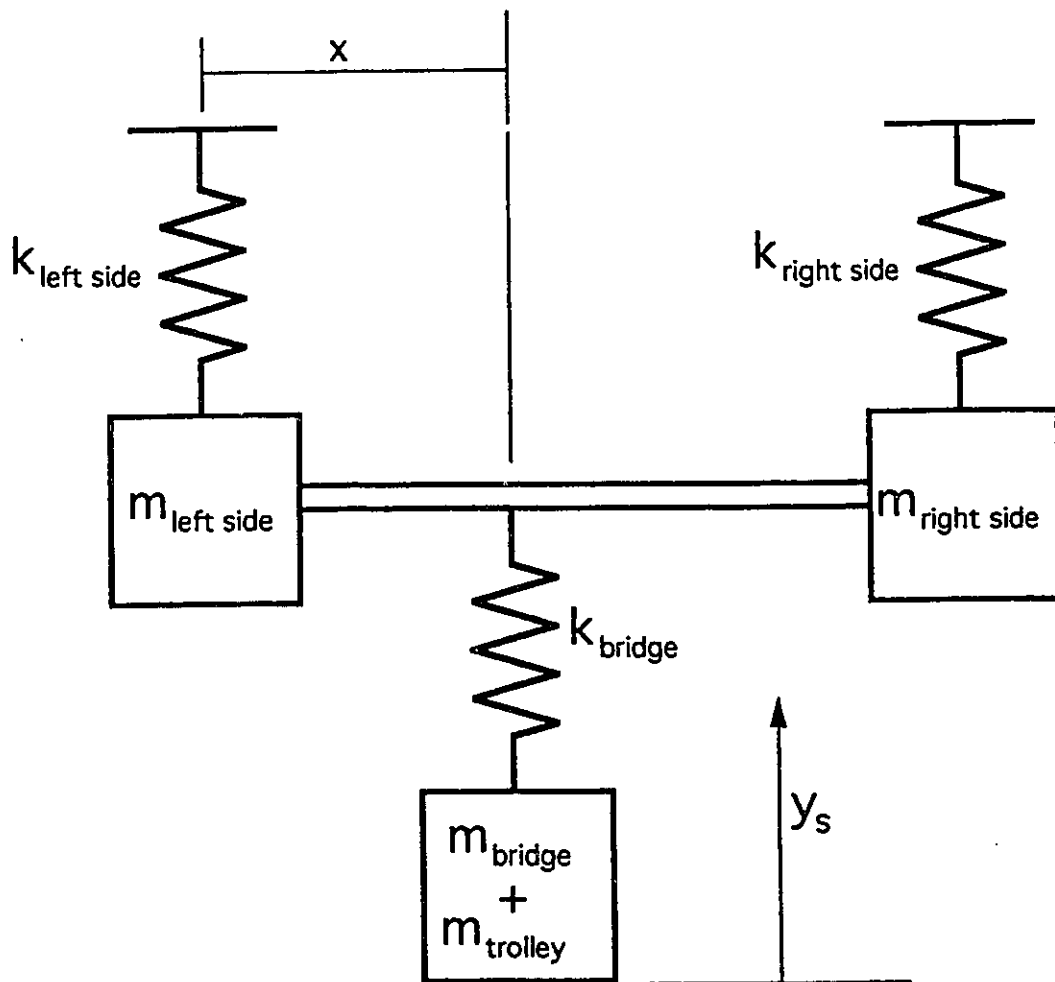 x
k left side
k right side
m left side
m right side
k bridge
y s
m bridge
+
m trolley